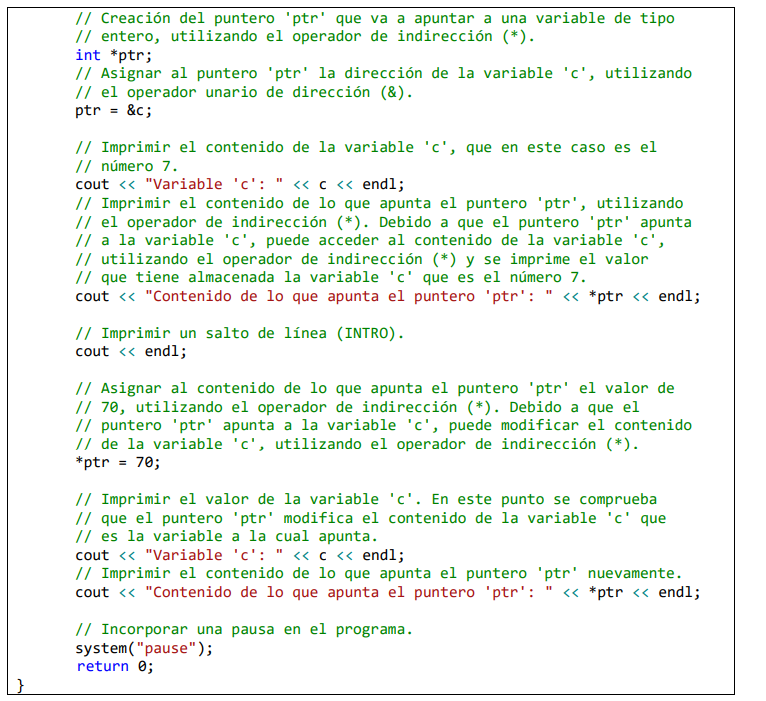 // Creación del puntero 'ptr' que va a apuntar a una variable de tipo
// entero, utilizando el operador de indirección (*).
int *ptr;
// Asignar al puntero 'ptr' la dirección de la variable 'c', utilizando
// el operador unario de dirección (&).
ptr = &c;

// Imprimir el contenido de la variable 'c', que en este caso es el
// número 7.
cout << "Variable 'c': " << c << endl;
// Imprimir el contenido de lo que apunta el puntero 'ptr', utilizando
// el operador de indirección (*). Debido a que el puntero 'ptr' apunta
// a la variable 'c', puede acceder al contenido de la variable 'c',
// utilizando el operador de indirección (*) y se imprime el valor
// que tiene almacenada la variable 'c' que es el número 7.
cout << "Contenido de lo que apunta el puntero 'ptr': " << *ptr << endl;

// Imprimir un salto de línea (INTRO).
cout << endl;

// Asignar al contenido de lo que apunta el puntero 'ptr' el valor de
// 70, utilizando el operador de indirección (*). Debido a que el
// puntero 'ptr' apunta a la variable 'c', puede modificar el contenido
// de la variable 'c', utilizando el operador de indirección (*).
*ptr = 70;

// Imprimir el valor de la variable 'c'. En este punto se comprueba
// que el puntero 'ptr' modifica el contenido de la variable 'c' que
// es la variable a la cual apunta.
cout << "Variable 'c': " << c << endl;
// Imprimir el contenido de lo que apunta el puntero 'ptr' nuevamente.
cout << "Contenido de lo que apunta el puntero 'ptr': " << *ptr << endl;

// Incorporar una pausa en el programa.
system("pause");
return 0;
}